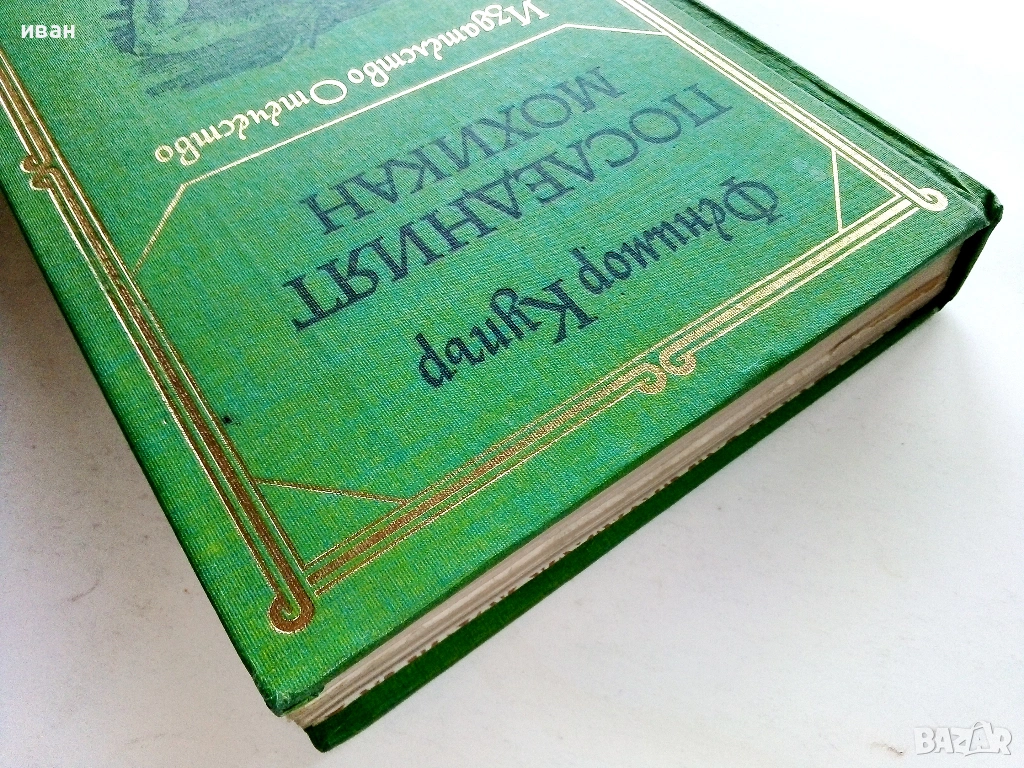 иван
Фенимор Купър
ПОСЛЕДНИЯТ
МОХИКАН
Издателство Отечество
BAZAR